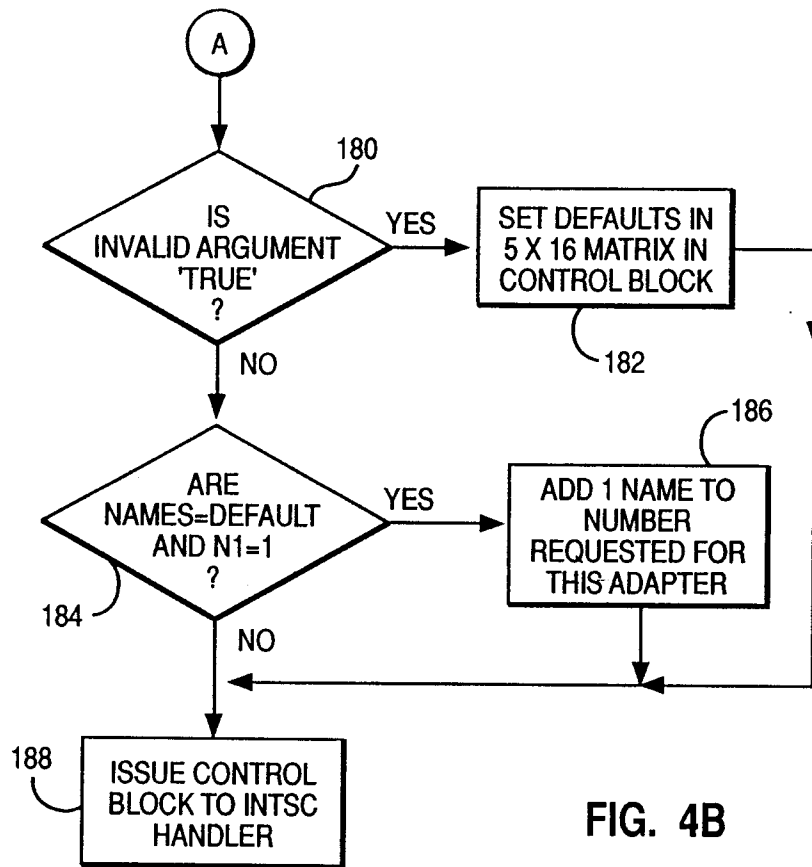 A
180
IS
INVALID ARGUMENT
'TRUE'
?
YES
SET DEFAULTS IN
5 X 16 MATRIX IN
CONTROL BLOCK
182
NO
186
ARE
NAMES=DEFAULT
AND N1=1
?
YES
ADD 1 NAME TO
NUMBER
REQUESTED FOR
THIS ADAPTER
184
NO
188
ISSUE CONTROL
BLOCK TO INTSC
HANDLER
FIG. 4B